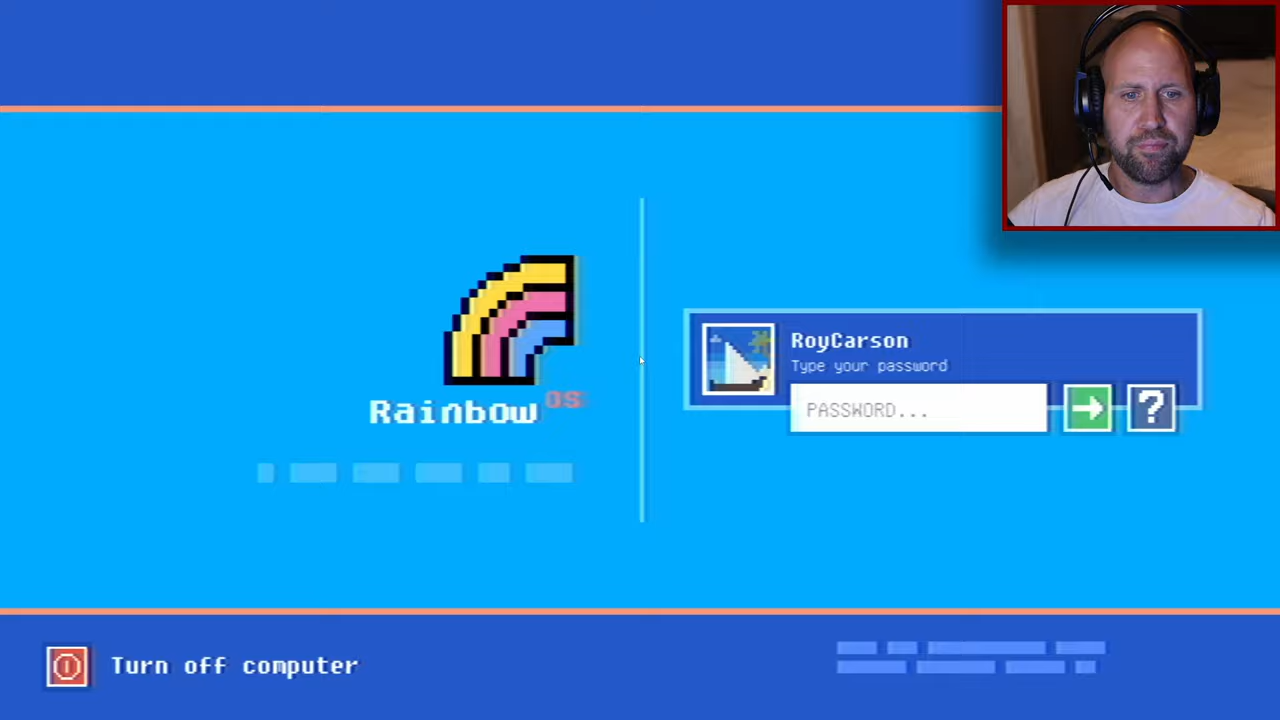 RoyCarson
Type your password
PASSWORD...
?
Rainbow OS
Turn off computer